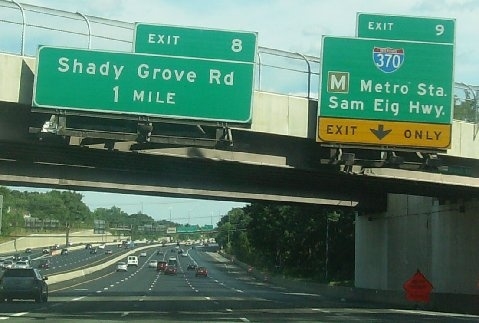 EXIT 8
Shady Grove Rd
1 MILE
EXIT 9
370
M Metro Sta.
Sam Eig Hwy.
EXIT ONLY